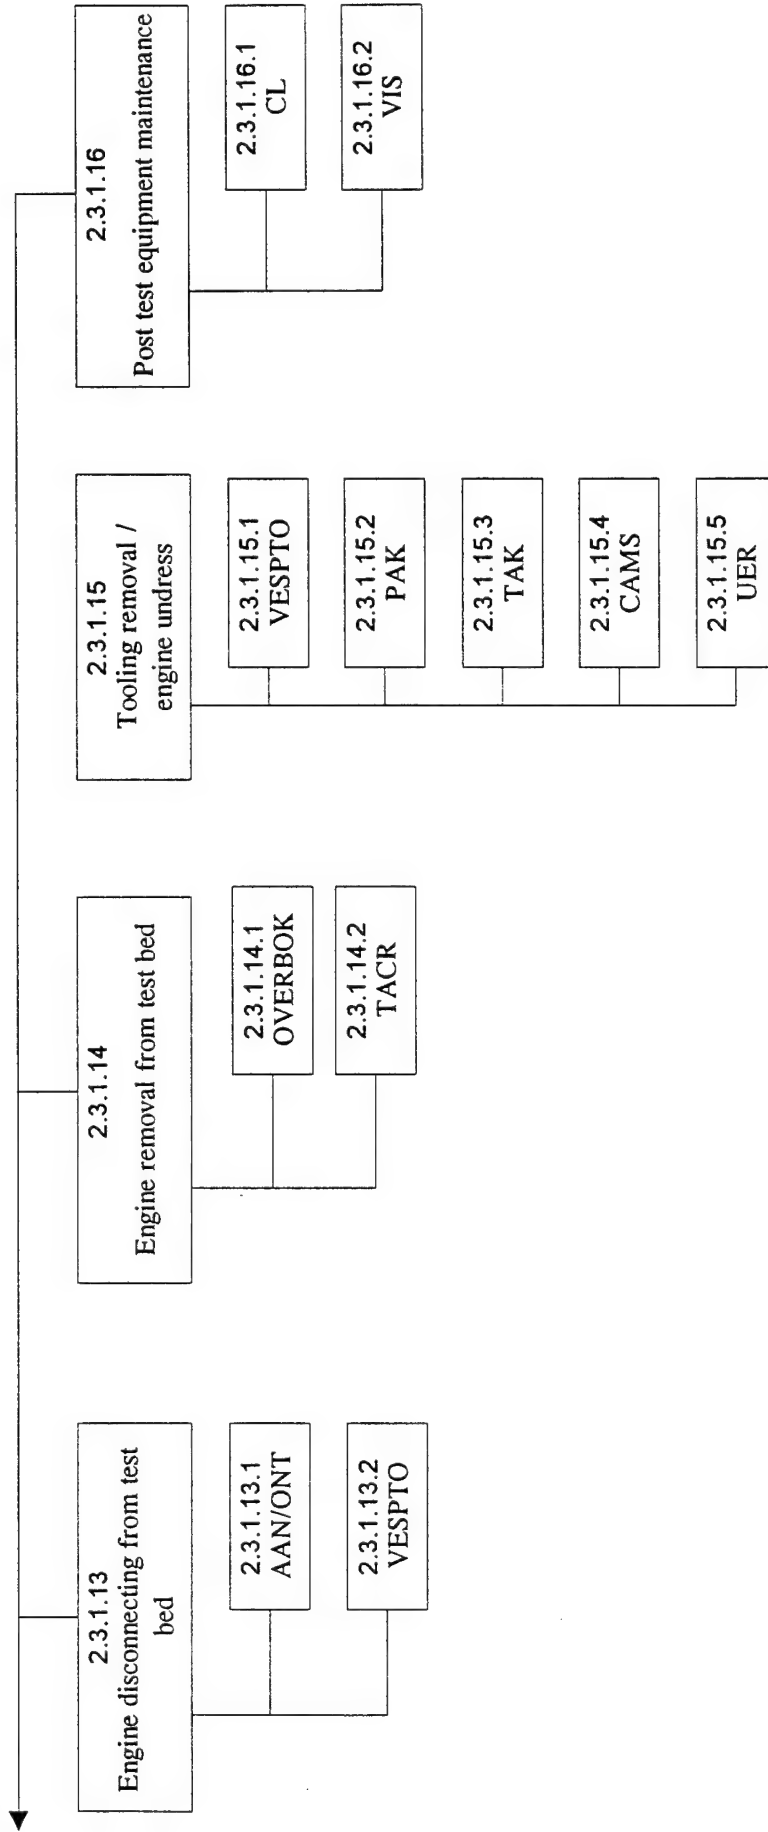 2.3.1.13
Engine disconnecting from test
bed
2.3.1.13.1
AAN/ONT
2.3.1.13.2
VESPTO
2.3.1.14
Engine removal from test bed
2.3.1.14.1
OVERBOK
2.3.1.14.2
TACR
2.3.1.15
Tooling removal /
engine undress
2.3.1.15.1
VESPTO
2.3.1.15.2
PAK
2.3.1.15.3
TAK
2.3.1.15.4
CAMS
2.3.1.15.5
UER
2.3.1.16
Post test equipment maintenance
2.3.1.16.1
CL
2.3.1.16.2
VIS